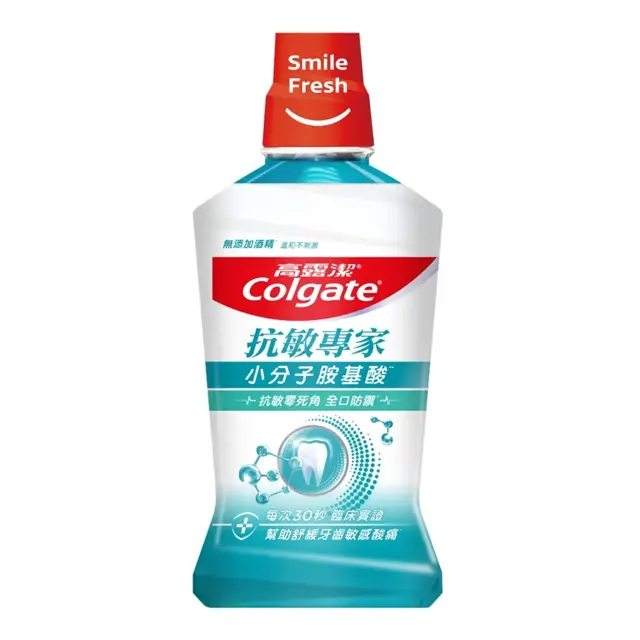 Smile
Fresh
無添加酒精 溫和不刺激
高露潔®
Colgate®
抗敏專家
小分子胺基酸
抗敏零死角 全口防禦
每次30秒 臨床實證
幫助舒緩牙齒敏感酸痛